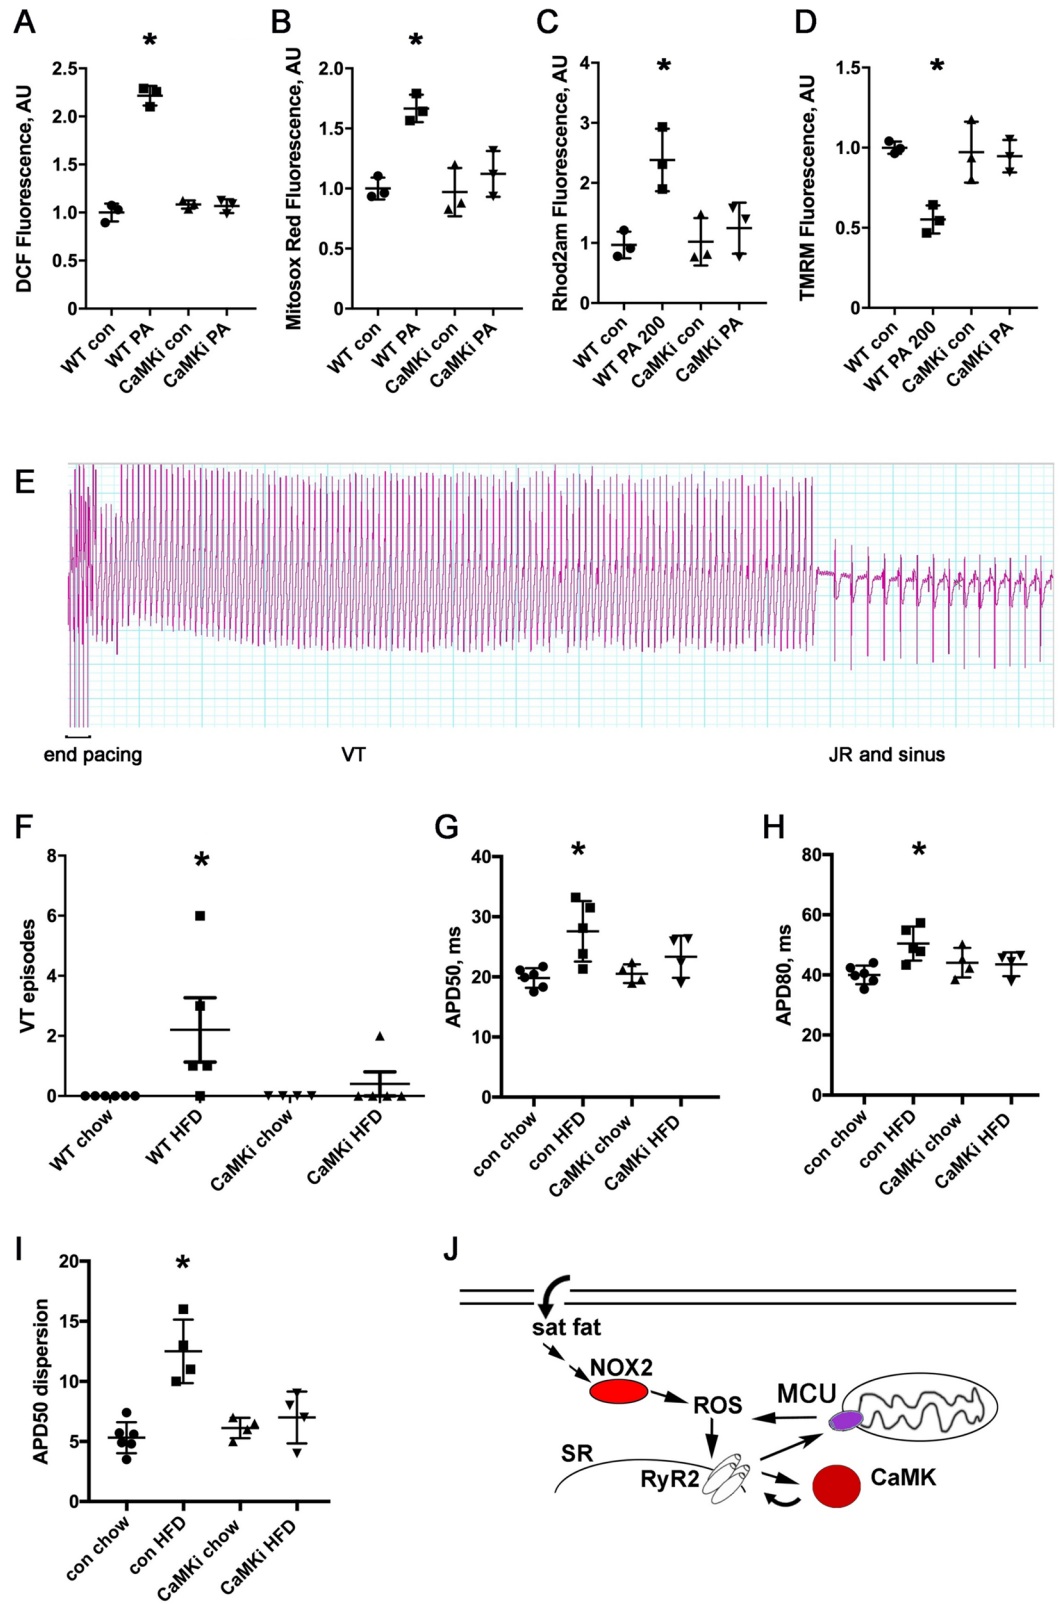 A
DCF Fluorescence, AU
2.5
2.0
1.5
1.0
0.5
0
*
WT con
WT PA
CaMKi con
CaMKi PA
B
Mitosox Red Fluorescence, AU
2.0
1.5
1.0
0.5
0
*
WT con
WT PA
CaMKi con
CaMKi PA
C
Rhod2am Fluorescence, AU
4
3
2
1
0
*
WT con
WT PA 200
CaMKi con
CaMKi PA
D
TMRM Fluorescence, AU
1.5
1.0
0.5
0
*
WT con
WT PA 200
CaMKi con
CaMKi PA
E
end pacing
VT
JR and sinus
F
VT episodes
8
6
4
2
0
*
WT chow
WT HFD
CaMKi chow
CaMKi HFD
G
APD50, ms
40
30
20
10
0
*
con chow
con HFD
CaMKi chow
CaMKi HFD
H
APD80, ms
80
60
40
20
0
*
con chow
con HFD
CaMKi chow
CaMKi HFD
I
APD50 dispersion
20
15
10
5
0
*
con chow
con HFD
CaMKi chow
CaMKi HFD
J
sat fat
NOX2
ROS
MCU
SR
RyR2
CaMK